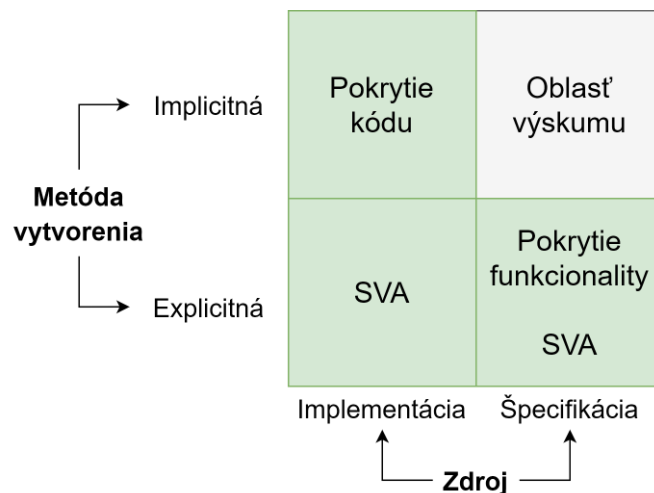 Pokrytie
kódu
Oblasť
výskumu
Implicitná
Metóda
vytvorenia
Pokrytie
funkcionality
SVA
SVA
Explicitná
Implementácia
Špecifikácia
Zdroj